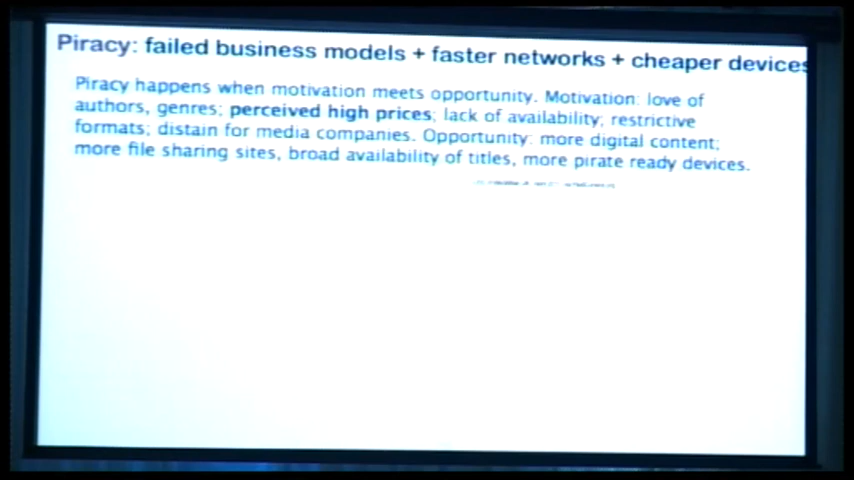 Piracy: failed business models + faster networks + cheaper devices
Piracy happens when motivation meets opportunity. Motivation: love of
authors, genres; perceived high prices; lack of availability; restrictive
formats; distain for media companies. Opportunity: more digital content;
more file sharing sites, broad availability of titles, more pirate ready devices.